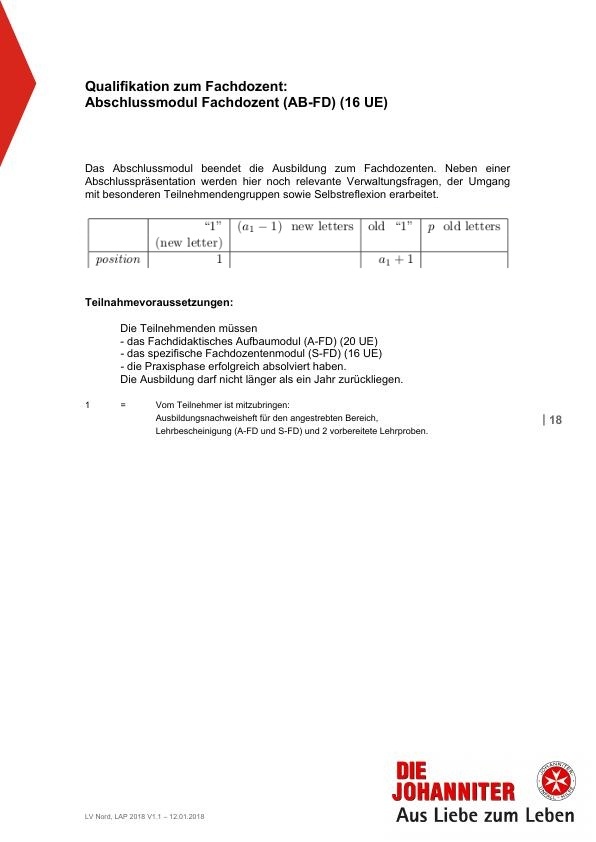 Qualifikation zum Fachdozent:
Abschlussmodul Fachdozent (AB-FD) (16 UE)
Das Abschlussmodul beendet die Ausbildung zum Fachdozenten. Neben einer
Abschlusspräsentation werden hier noch relevante Verwaltungsfragen, der Umgang
mit besonderen Teilnehmendengruppen sowie Selbstreflexion erarbeitet.
“1” (a₁ − 1) new letters old “1” p old letters
(new letter)
position 1 a₁ + 1
Teilnahmevoraussetzungen:
Die Teilnehmenden müssen
- das Fachdidaktisches Aufbaumodul (A-FD) (20 UE)
- das spezifische Fachdozentenmodul (S-FD) (16 UE)
- die Praxisphase erfolgreich absolviert haben.
Die Ausbildung darf nicht länger als ein Jahr zurückliegen.
1 = Vom Teilnehmer ist mitzubringen:
Ausbildungsnachweisheft für den angestrebten Bereich,
Lehrbescheinigung (A-FD und S-FD) und 2 vorbereitete Lehrproben.
| 18
DIE
JOHANNITER
JOHANNITER
UNFALL-HILFE
Aus Liebe zum Leben
LV Nord, LAP 2018 V1.1 – 12.01.2018